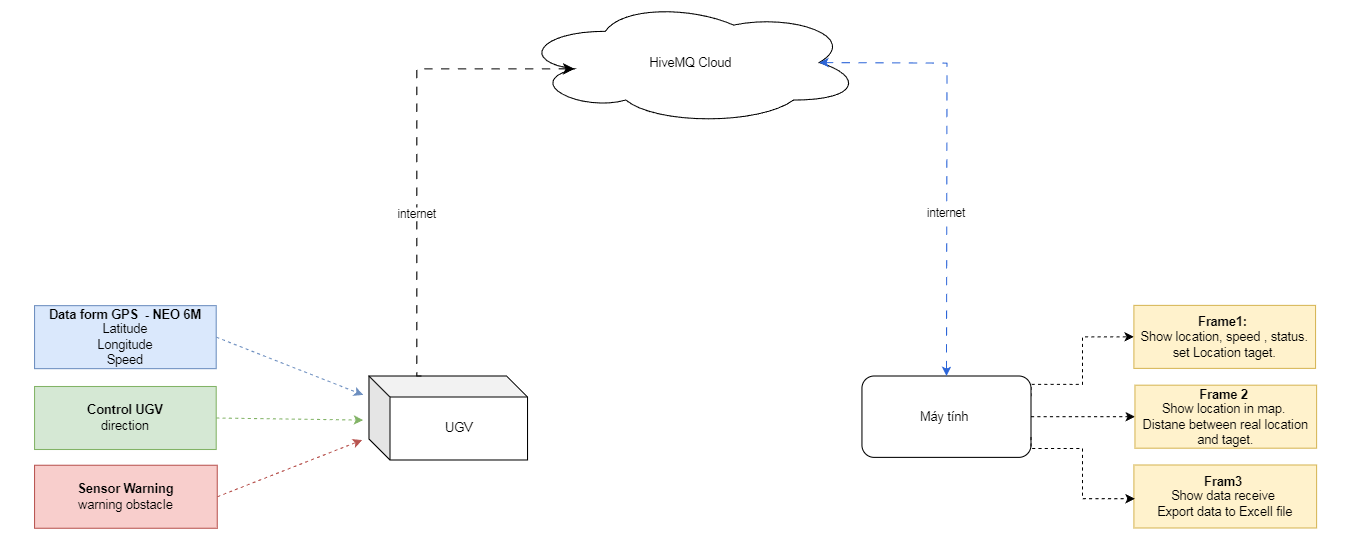 HiveMQ Cloud
internet
internet
Data form GPS - NEO 6M
Latitude
Longitude
Speed
Control UGV
direction
Sensor Warning
warning obstacle
UGV
Máy tính
Frame1:
Show location, speed , status.
set Location taget.
Frame 2
Show location in map.
Distane between real location
and taget.
Fram3
Show data receive
Export data to Excell file